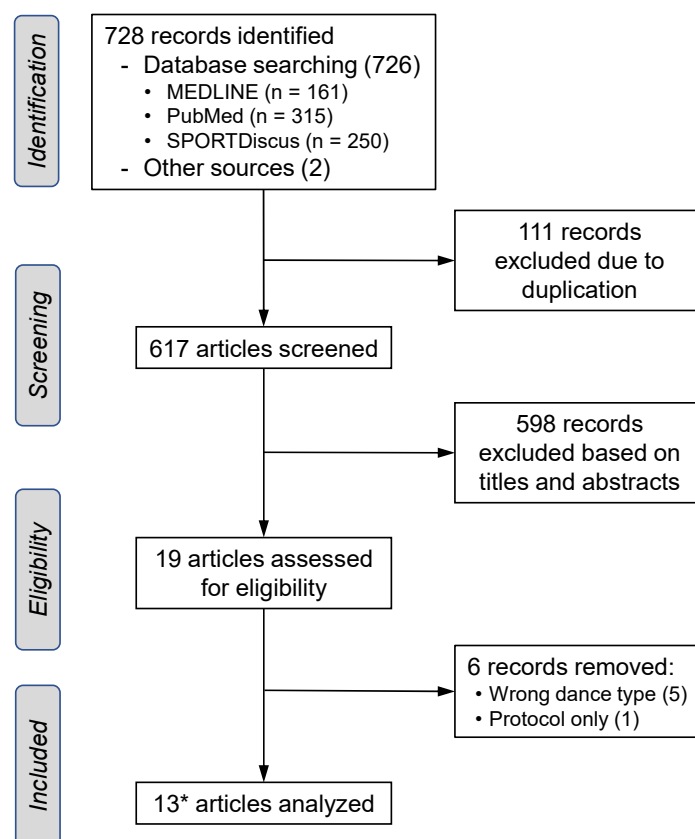 Identification
728 records identified
- Database searching (726)
• MEDLINE (n = 161)
• PubMed (n = 315)
• SPORTDiscus (n = 250)
- Other sources (2)
111 records
excluded due to
duplication
Screening
617 articles screened
598 records
excluded based on
titles and abstracts
Eligibility
19 articles assessed
for eligibility
6 records removed:
• Wrong dance type (5)
• Protocol only (1)
Included
13* articles analyzed